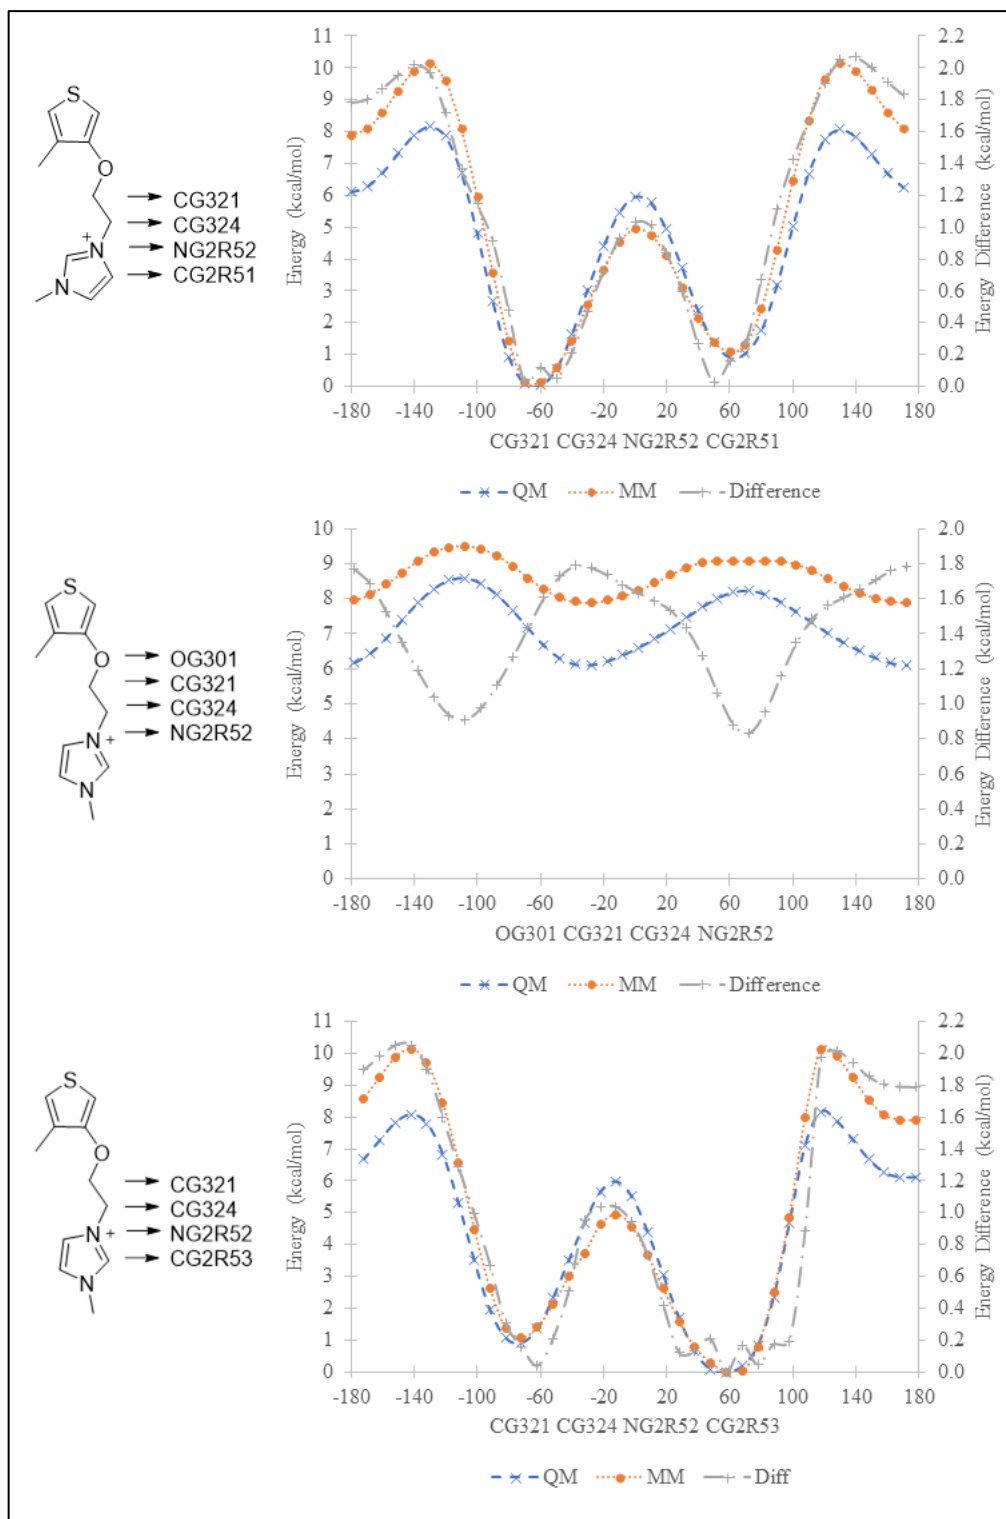 11
10
9
8
7
6
5
4
3
2
1
0
Energy (kcal/mol)
2.2
2.0
1.8
1.6
1.4
1.2
1.0
0.8
0.6
0.4
0.2
0.0
Energy Difference (kcal/mol)
S
O
N
+
N
CG321
CG324
NG2R52
CG2R51
-180 -140 -100 -60 -20 20 60 100 140 180
CG321 CG324 NG2R52 CG2R51
QM MM Difference
10
9
8
7
6
5
4
3
2
1
0
Energy (kcal/mol)
2.0
1.8
1.6
1.4
1.2
1.0
0.8
0.6
0.4
0.2
0.0
Energy Difference (kcal/mol)
S
O
N
+
N
OG301
CG321
CG324
NG2R52
-180 -140 -100 -60 -20 20 60 100 140 180
OG301 CG321 CG324 NG2R52
QM MM Difference
11
10
9
8
7
6
5
4
3
2
1
0
Energy (kcal/mol)
2.2
2.0
1.8
1.6
1.4
1.2
1.0
0.8
0.6
0.4
0.2
0.0
Energy Difference (kcal/mol)
S
O
N
+
N
CG321
CG324
NG2R52
CG2R53
-180 -140 -100 -60 -20 20 60 100 140 180
CG321 CG324 NG2R52 CG2R53
QM MM Diff